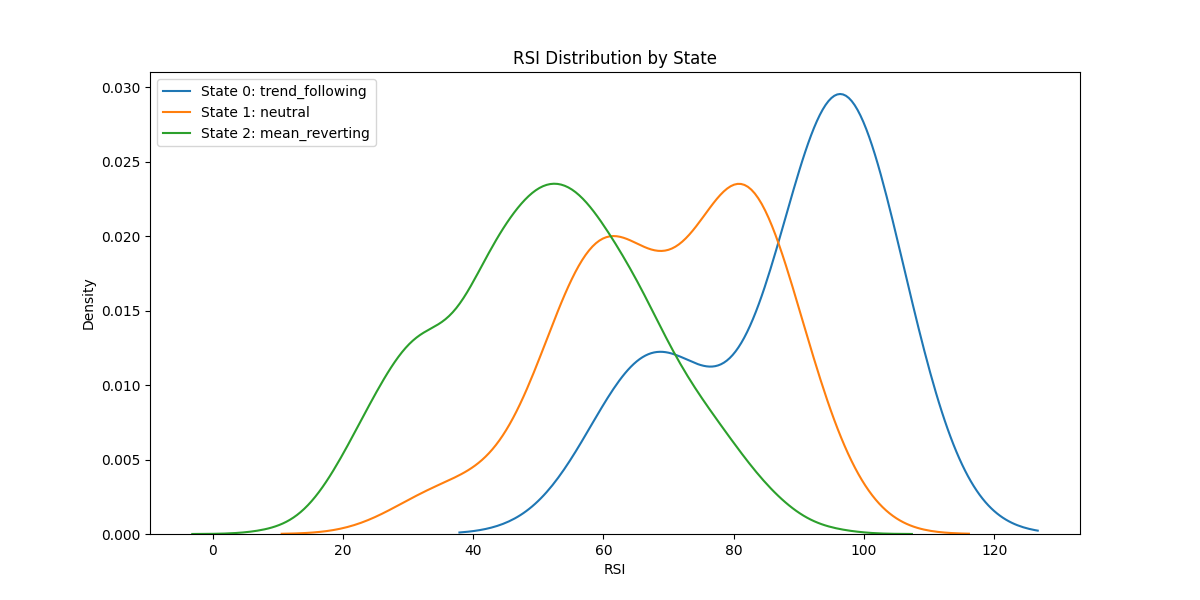 RSI Distribution by State
State 0: trend_following
State 1: neutral
State 2: mean_reverting
Density
0.030
0.025
0.020
0.015
0.010
0.005
0.000
0 20 40 60 80 100 120
RSI